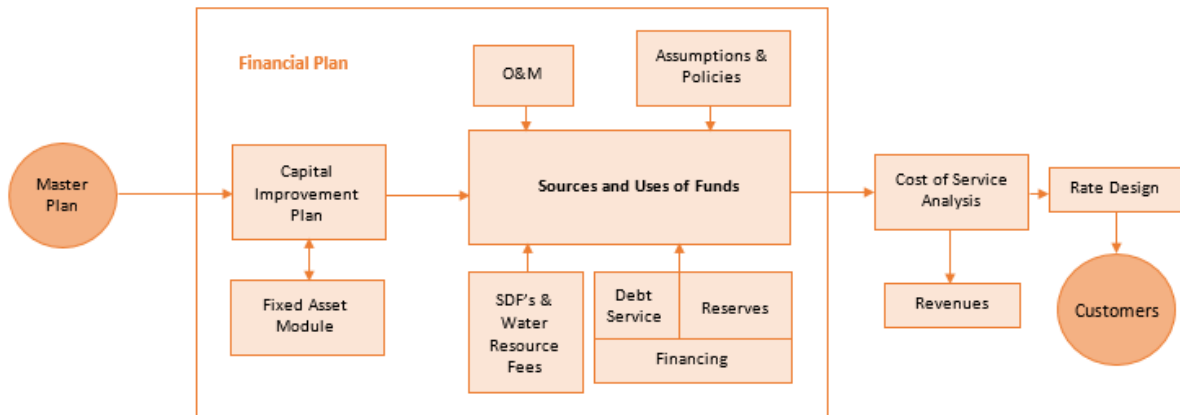 Financial Plan
O&M
Assumptions &
Policies
Master
Plan
Capital
Improvement
Plan
Sources and Uses of Funds
Cost of Service
Analysis
Rate Design
Fixed Asset
Module
SDF's &
Water
Resource
Fees
Debt
Service
Reserves
Financing
Revenues
Customers